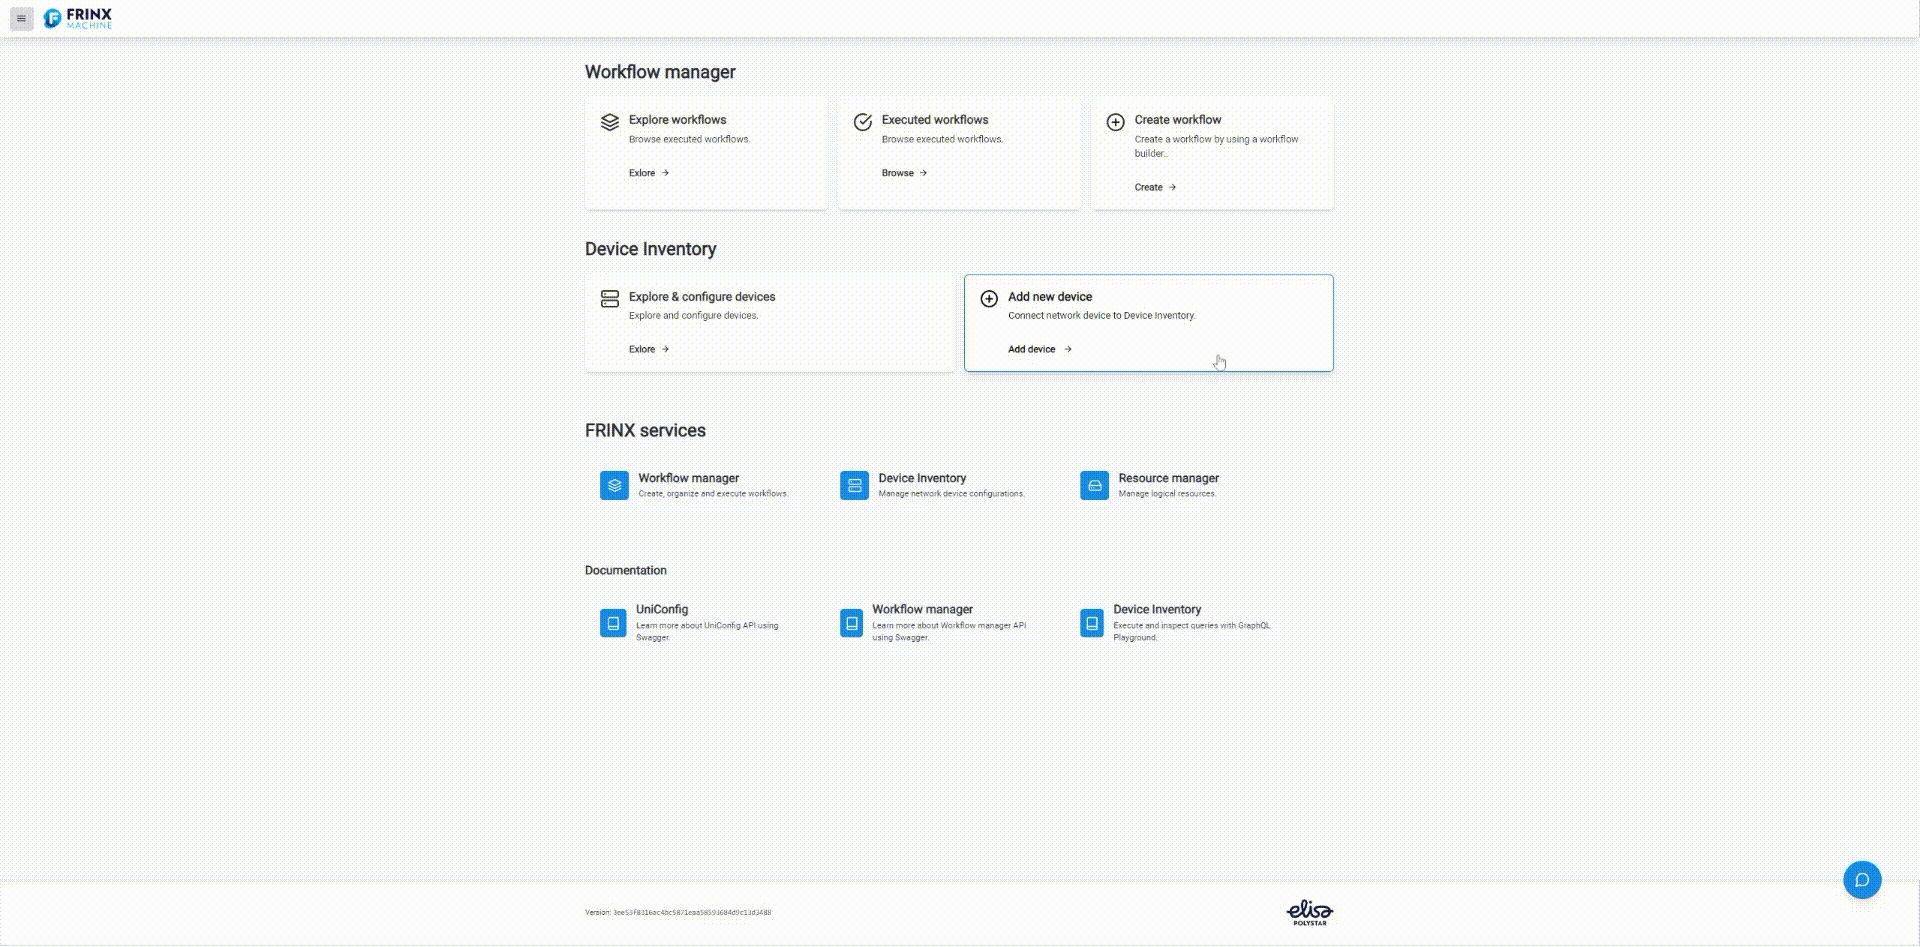 FRINX
MACHINE
Workflow manager
Explore workflows
Browse executed workflows.
Exlore
Executed workflows
Browse executed workflows.
Browse
Create workflow
Create a workflow by using a workflow
builder..
Create
Device Inventory
Explore & configure devices
Explore and configure devices.
Exlore
Add new device
Connect network device to Device Inventory.
Add device
FRINX services
Workflow manager
Create, organize and execute workflows.
Device Inventory
Manage network device configurations.
Resource manager
Manage logical resources.
Documentation
UniConfig
Learn more about UniConfig API using
Swagger.
Workflow manager
Learn more about Workflow manager API
using Swagger.
Device Inventory
Execute and inspect queries with GraphQL
Playground.
Version:
elisa
POLYSTAR